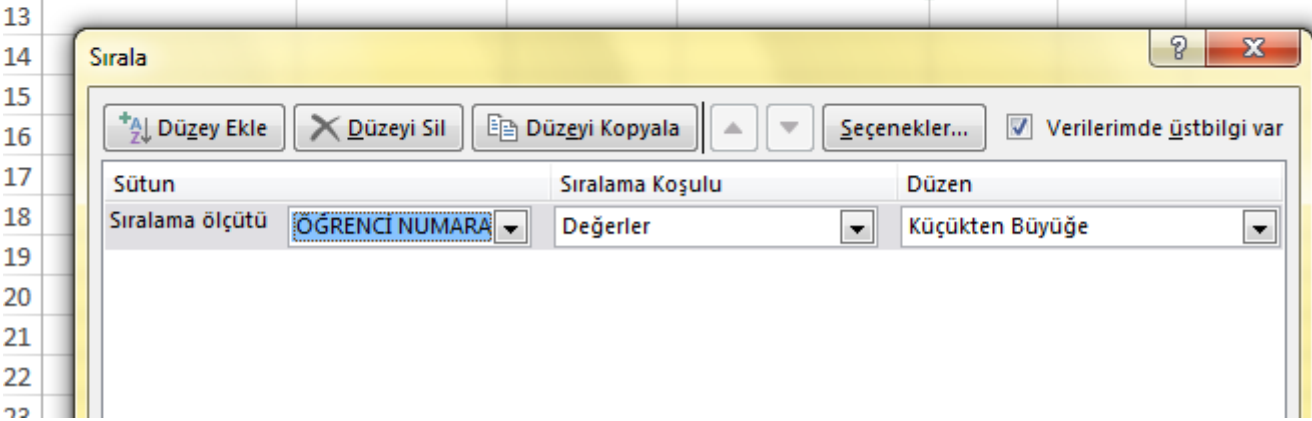 13
14
15
16
17
18
19
20
21
22
23
Sırala
Düzey Ekle Düzeyi Sil Düzeyi Kopyala Seçenekler... Verilerimde üstbilgi var
Sütun Sıralama Koşulu Düzen
Sıralama ölçütü ÖĞRENCİ NUMARA Değerler Küçükten Büyüğe